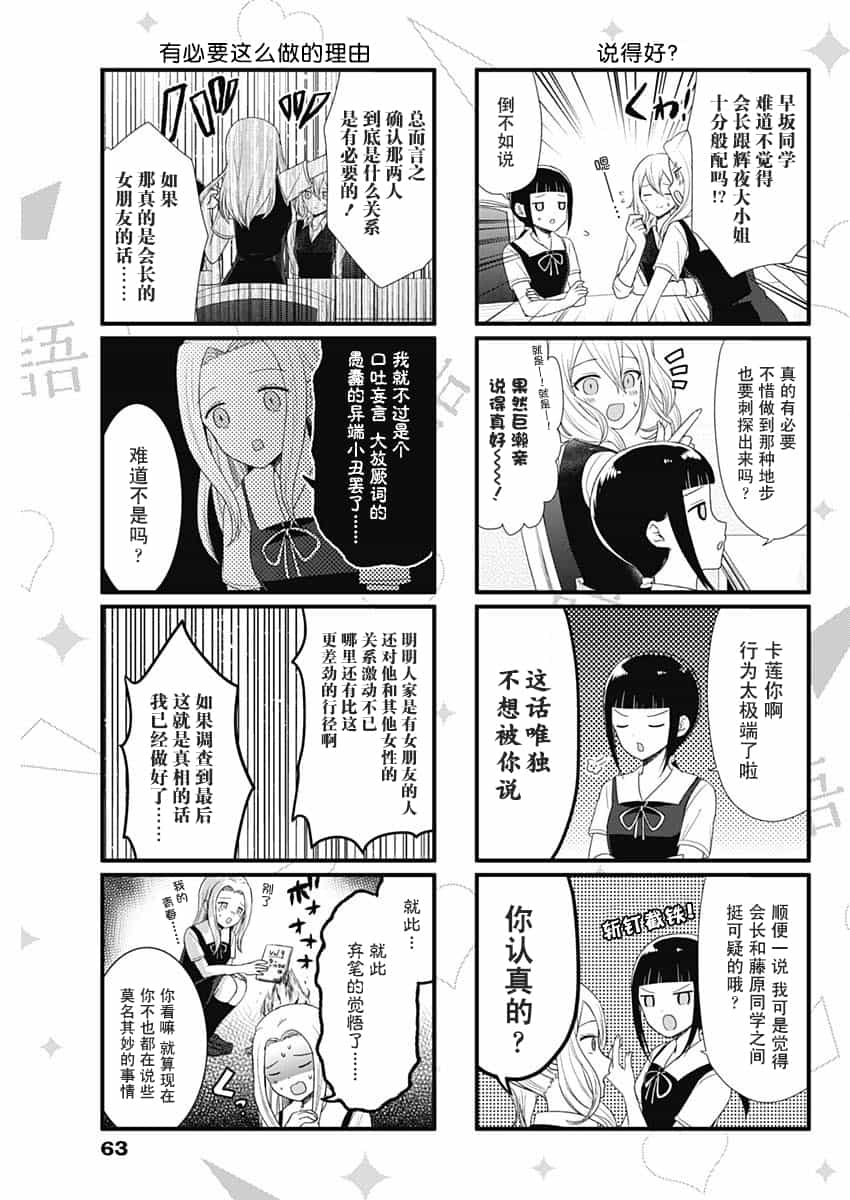 说得好?
早坂同学
难道不觉得
会长跟辉夜大小姐
十分般配吗!?
くわ!
嗯
倒不如说
真的有必要
不惜做到那种地步
也要刺探出来吗?
就是—!就是—!
果然巨瀨亲
说得真好~~!
卡莲你啊
行为太极端了啦
这话唯独
不想被你说
顺便一说 我可是觉得
会长和藤原同学之间
挺可疑的哦?
斩钉截铁!
你认真的?
有必要这么做的理由
总而言之
确认那两人
到底是什么关系
是有必要的!
如果
那真的是会长的
女朋友的话……
我就不过是个
口吐妄言 大放厥词的
愚蠢的异端小丑罢了……
难道不是吗?
明明人家是有女朋友的人
还对他和其他女性的
关系激动不已
哪里还有比这
更差劲的行径啊
如果调查到最后
这就是真相的话
我已经做好了……
就此…
就此
弃笔的觉悟了…
别了
我的
青春……
ボオオ
你看嘛 就算现在
你不也都在说些
莫名其妙的事情
63
語